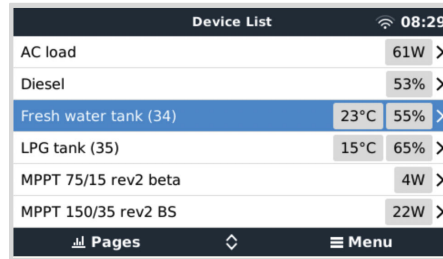 Device List 08:29
AC load 61W
Diesel 53%
Fresh water tank (34) 23°C 55%
LPG tank (35) 15°C 65%
MPPT 75/15 rev2 beta 4W
MPPT 150/35 rev2 BS 22W
Pages Menu